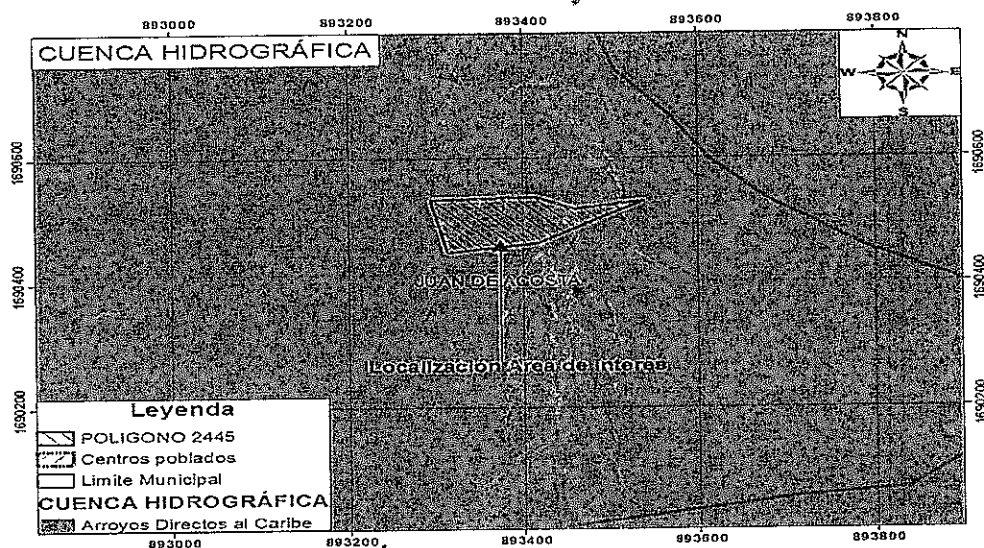 893000 893200 893400 893600 893800
CUENCA HIDROGRÁFICA
N
W E
S
1690600 1690600
JUAN DE ACOSTA
1690400 1690400
Localización Area de Interes
1690200 1690200
Leyenda
POLIGONO 2445
Centros poblados
Limite Municipal
CUENCA HIDROGRÁFICA
Arroyos Directos al Caribe
893000 893200 893400 893600 893800